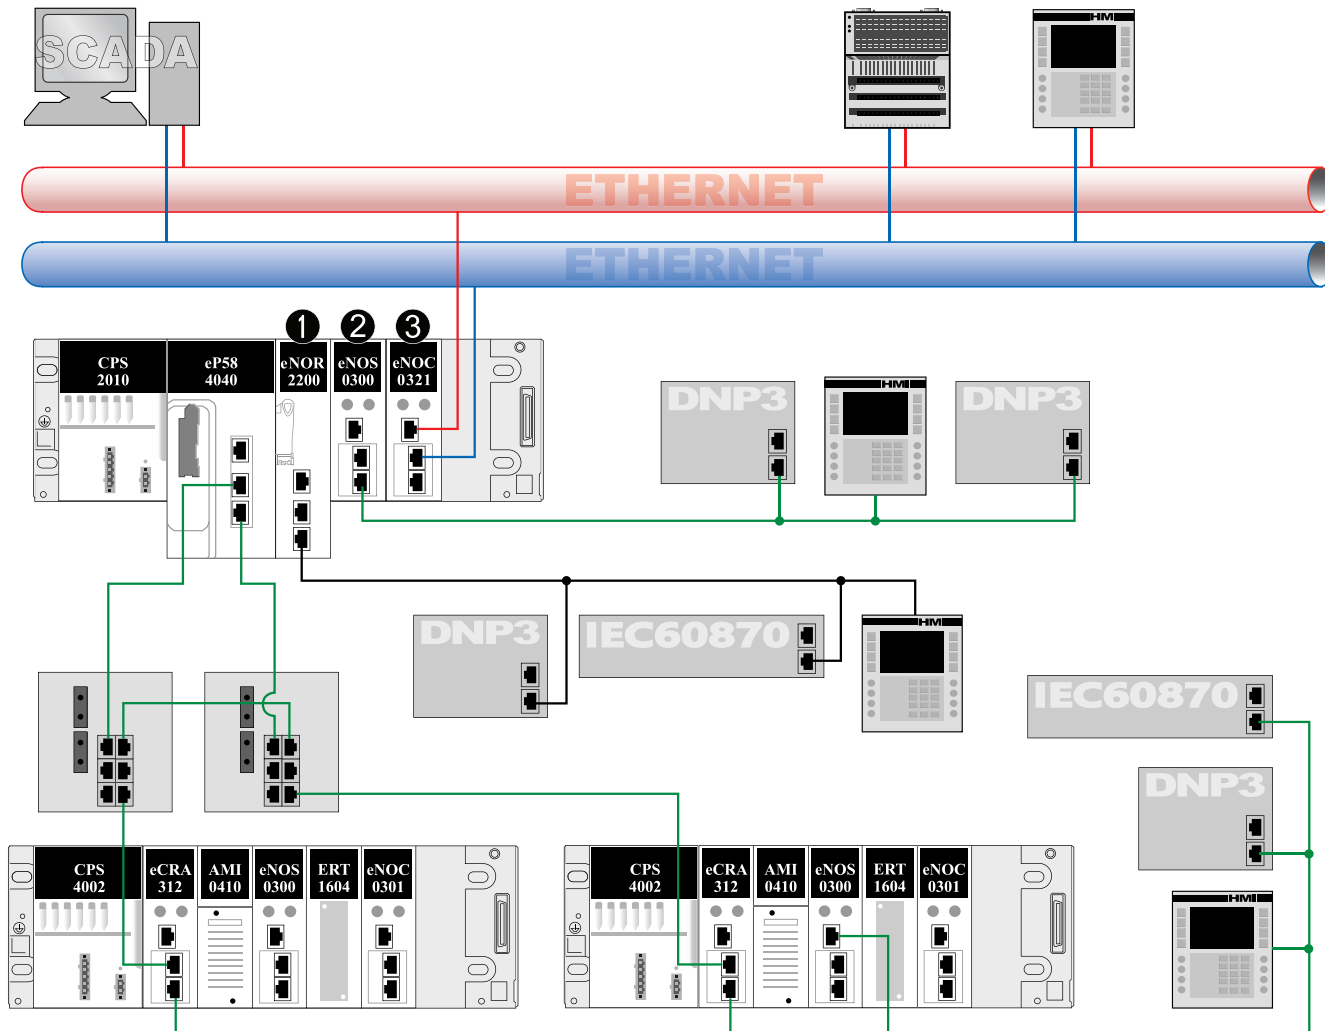 SCADA
HMI
ETHERNET
ETHERNET
1 2 3
CPS
2010
eP58
4040
eNOR
2200
eNOS
0300
eNOC
0321
DNP3
HMI
DNP3
DNP3
IEC60870
HMI
IEC60870
DNP3
HMI
CPS
4002
eCRA
312
AMI
0410
eNOS
0300
ERT
1604
eNOC
0301
CPS
4002
eCRA
312
AMI
0410
eNOS
0300
ERT
1604
eNOC
0301